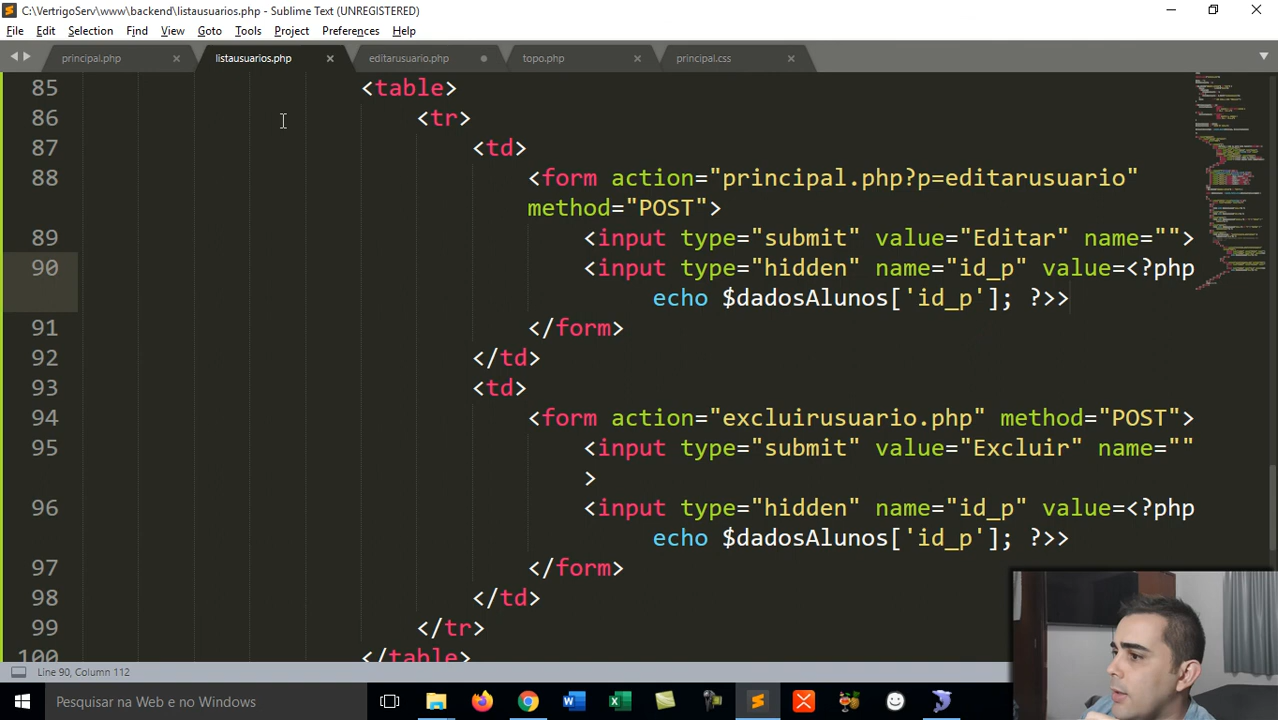 C:\VertrigoServ\www\backend\listausuarios.php - Sublime Text (UNREGISTERED)
File Edit Selection Find View Goto Tools Project Preferences Help
principal.php listausuarios.php editarusuario.php topo.php principal.css
85 <table>
86 <tr>
87 <td>
88 <form action="principal.php?p=editarusuario"
method="POST">
89 <input type="submit" value="Editar" name="">
90 <input type="hidden" name="id_p" value=<?php
echo $dadosAlunos['id_p']; ?>>
91 </form>
92 </td>
93 <td>
94 <form action="excluirusuario.php" method="POST">
95 <input type="submit" value="Excluir" name=""
>
96 <input type="hidden" name="id_p" value=<?php
echo $dadosAlunos['id_p']; ?>>
97 </form>
98 </td>
99 </tr>
100 </table>
Line 90, Column 112
Pesquisar na Web e no Windows